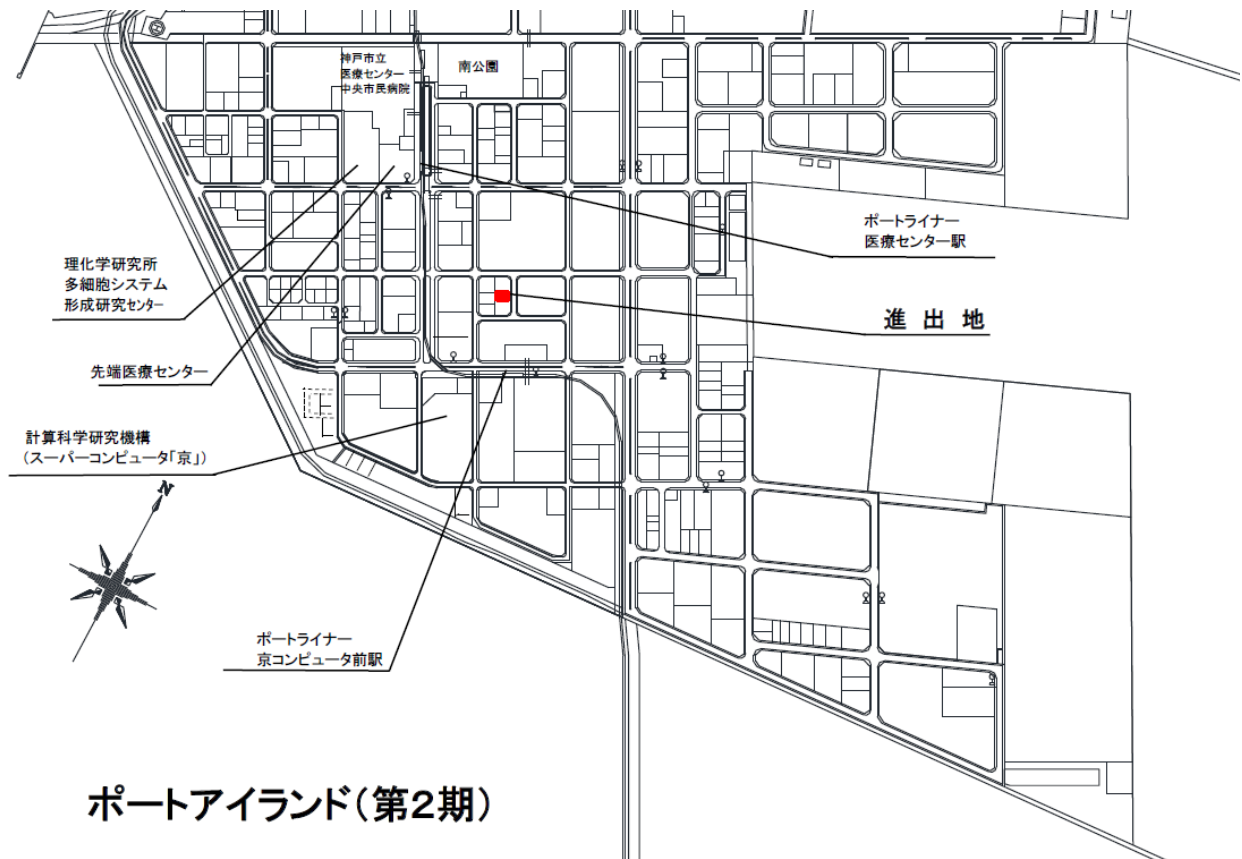 神戸市立
医療センター
中央市民病院
南公園
ポートライナー
医療センター駅
理化学研究所
多細胞システム
形成研究センター
進 出 地
先端医療センター
計算科学研究機構
(スーパーコンピュータ「京」)
N
ポートライナー
京コンピュータ前駅
ポートアイランド(第2期)